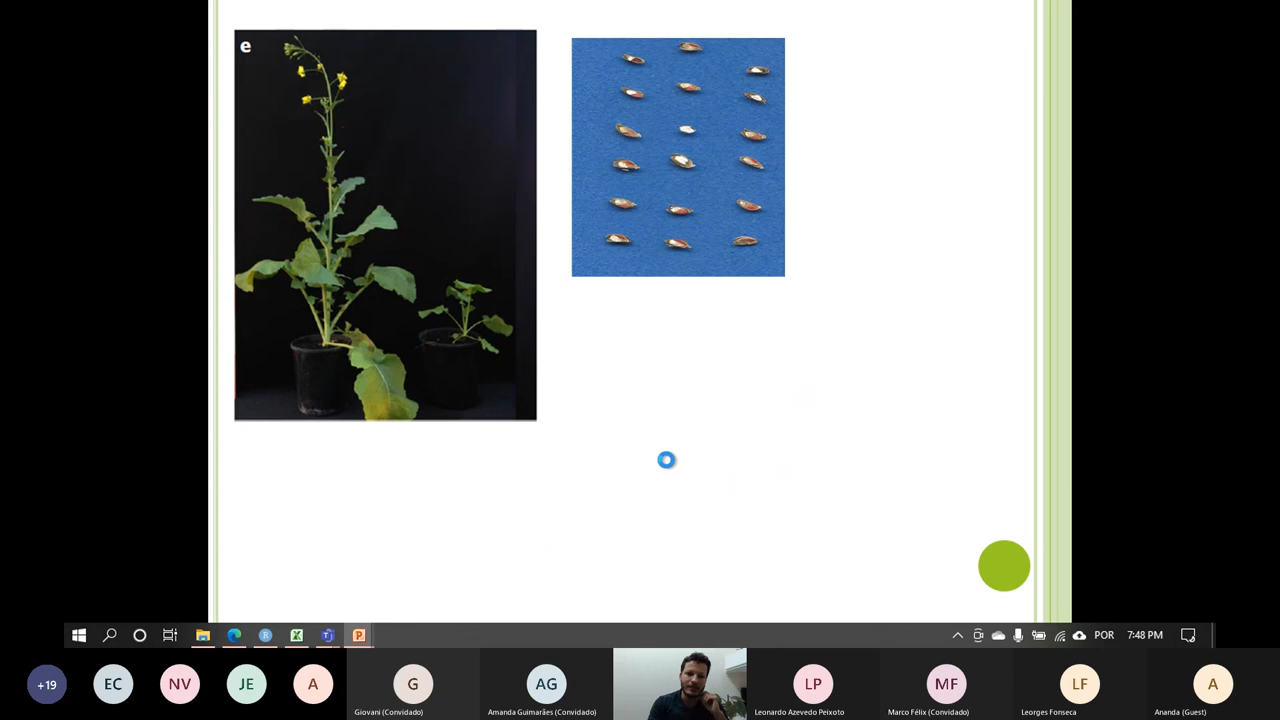 e
POR 7:48 PM
+19
EC
NV
JE
A
G
AG
LP
MF
LF
A
Giovani (Convidado)
Amanda Guimarães (Convidado)
Leonardo Azevedo Peixoto
Marco Félix (Convidado)
Leorges Fonseca
Ananda (Guest)